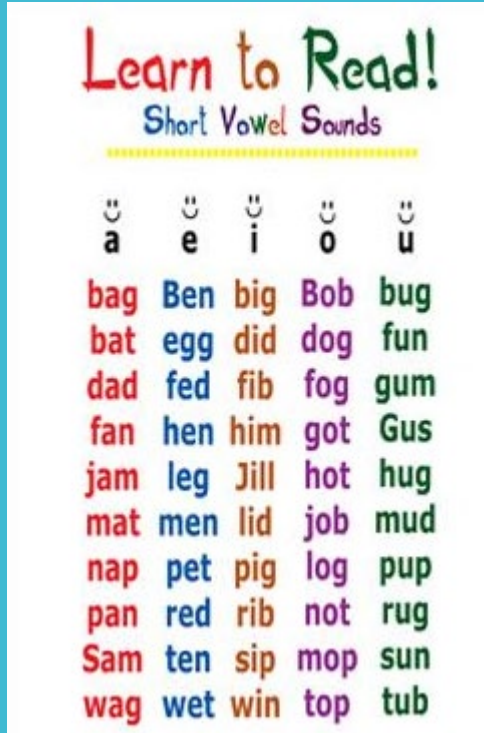 Learn to Read!
Short Vowel Sounds
a e i o u
bag Ben big Bob bug
bat egg did dog fun
dad fed fib fog gum
fan hen him got Gus
jam leg Jill hot hug
mat men lid job mud
nap pet pig log pup
pan red rib not rug
Sam ten sip mop sun
wag wet win top tub